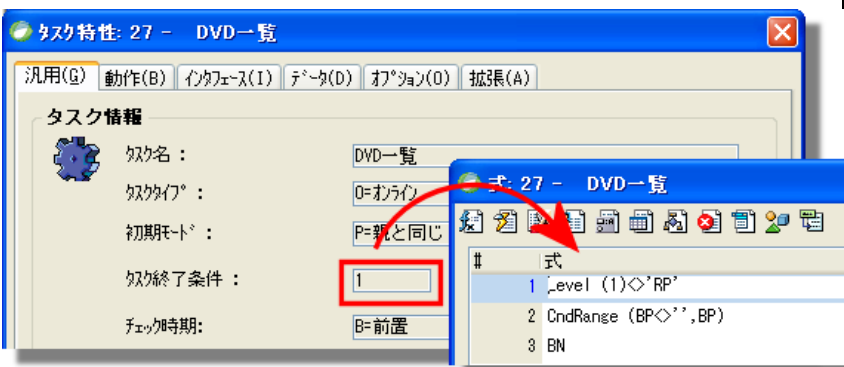 タスク特性: 27 - DVD一覧
汎用(G) 動作(B) インタフェース(I) データ(D) オプション(O) 拡張(A)
タスク情報
タスク名 : DVD一覧
タスクタイプ : O=オンライン
初期モード : P=親と同じ
タスク終了条件 : 1
チェック時期: B=前置
式: 27 - DVD一覧
# 式
1 Level (1)<>'RP'
2 CndRange (BP<>'',BP)
3 BN